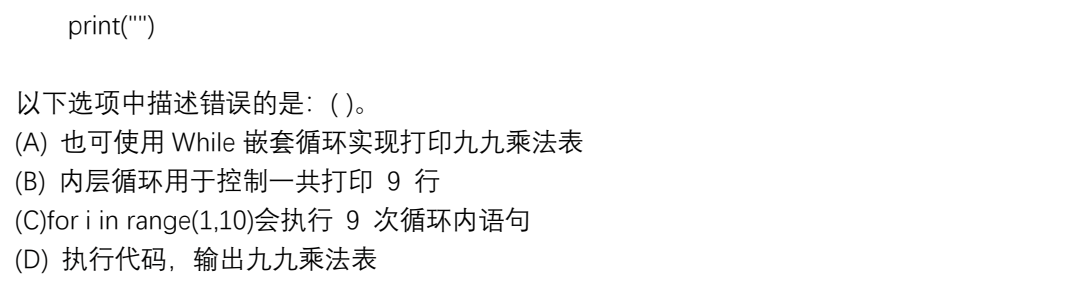 print("")
以下选项中描述错误的是：( )。
(A) 也可使用 While 嵌套循环实现打印九九乘法表
(B) 内层循环用于控制一共打印 9 行
(C)for i in range(1,10)会执行 9 次循环内语句
(D) 执行代码，输出九九乘法表